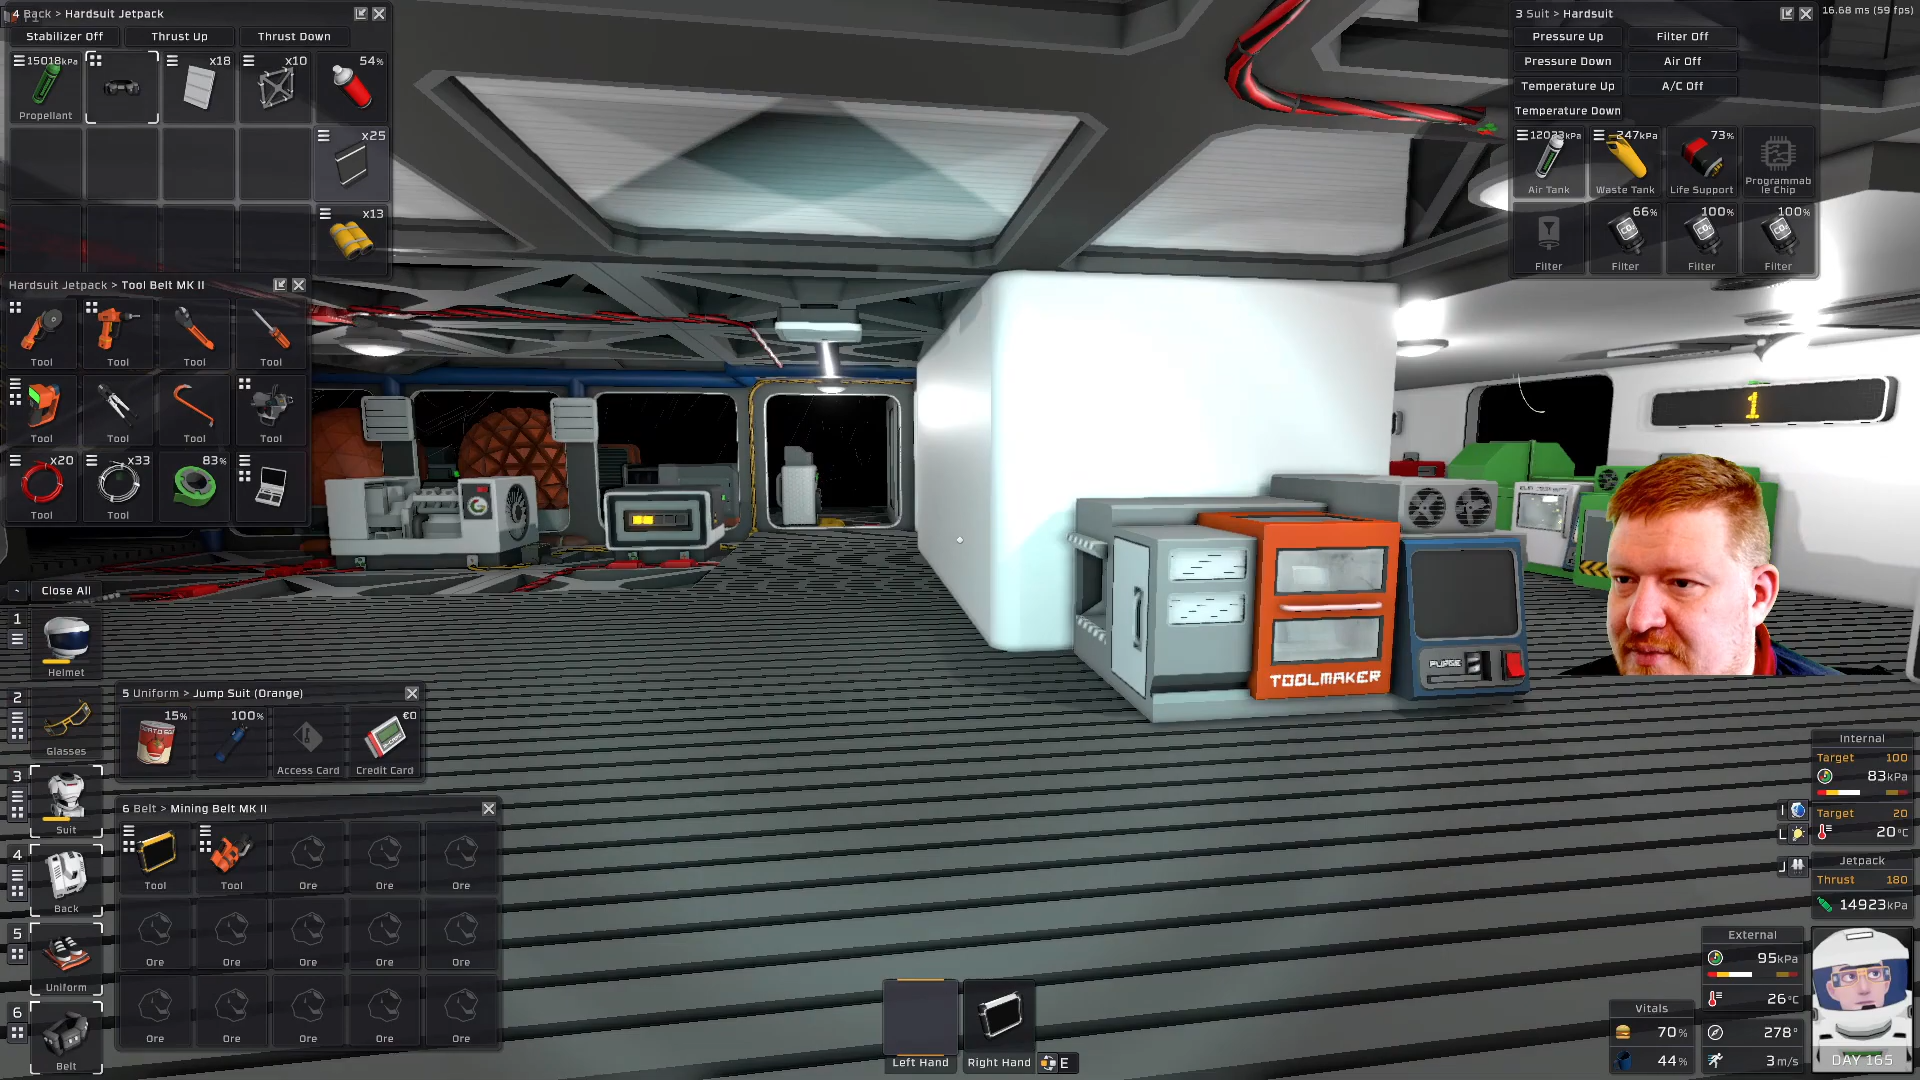 4 Back > Hardsuit Jetpack
Stabilizer Off
Thrust Up
Thrust Down
15018kPa
x18
x10
54%
Propellant
x25
x13
Hardsuit Jetpack > Tool Belt MK II
Tool
Tool
Tool
Tool
Tool
Tool
Tool
Tool
x20
x33
83%
Tool
Tool
~
Close All
1
Helmet
2
Glasses
3
Suit
4
Back
5
Uniform
6
Belt
5 Uniform > Jump Suit (Orange)
15%
100%
€0
Access Card
Credit Card
6 Belt > Mining Belt MK II
Tool
Tool
Ore
Ore
Ore
Ore
Ore
Ore
Ore
Ore
Ore
Ore
Ore
Ore
Ore
3 Suit > Hardsuit
16.68 ms (59 fps)
Pressure Up
Filter Off
Pressure Down
Air Off
Temperature Up
A/C Off
Temperature Down
247kPa
73%
Air Tank
Waste Tank
Life Support
Programmab
le Chip
66%
100%
100%
Filter
Filter
Filter
Filter
1
TOOLMAKER
PURGE
Left Hand
Right Hand
E
Internal
Target 100
83kPa
I
Target 20
L
20°C
Jetpack
J
Thrust 180
14923kPa
External
95kPa
26°C
Vitals
70%
278°
44%
3m/s
DAY 165